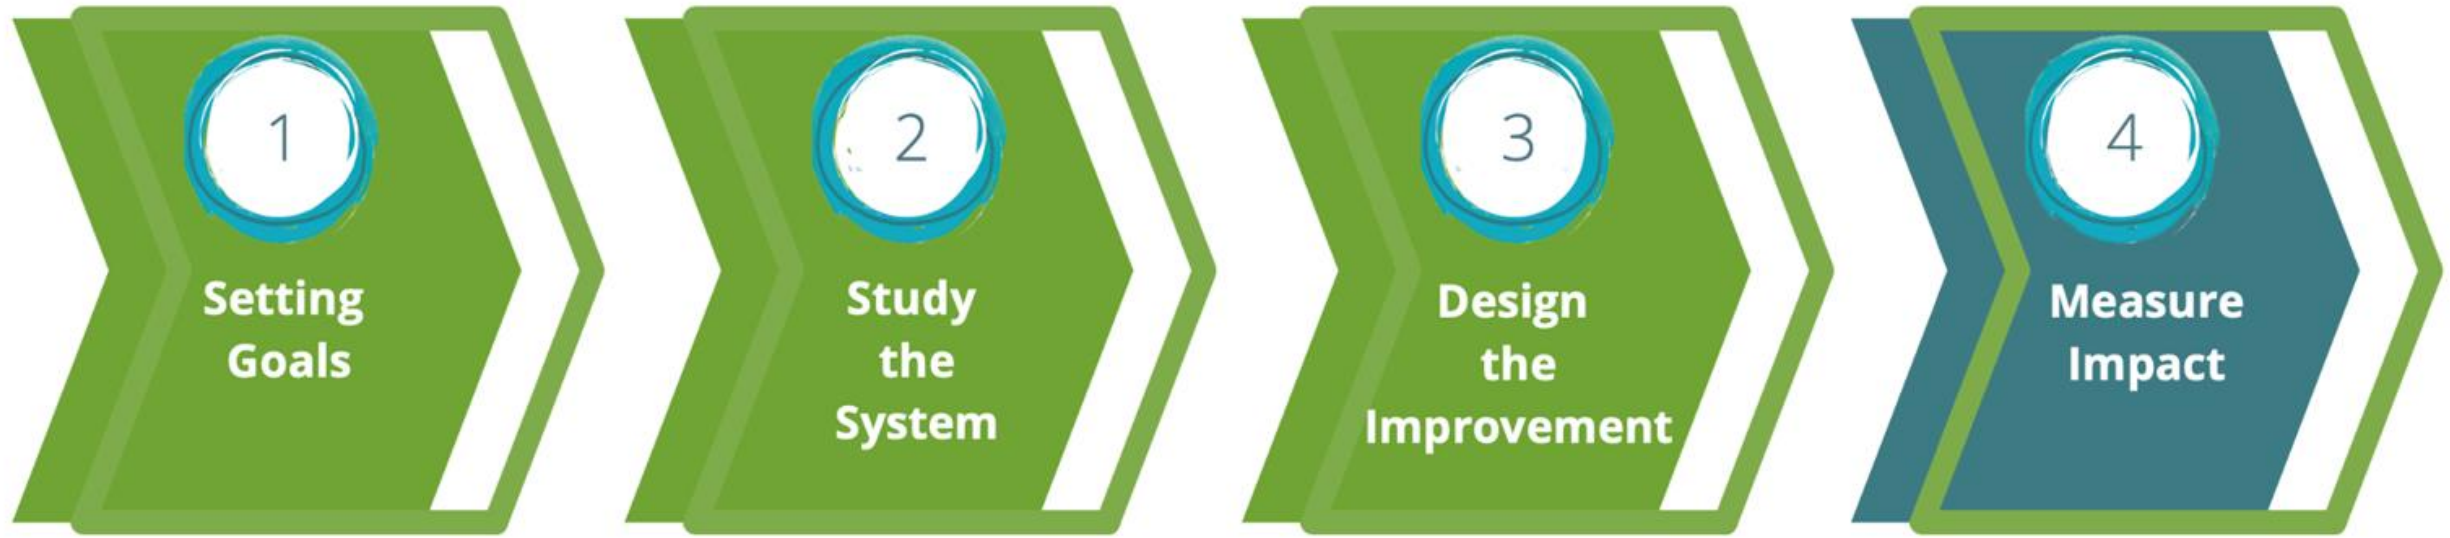 1
Setting
Goals
2
Study
the
System
3
Design
the
Improvement
4
Measure
Impact